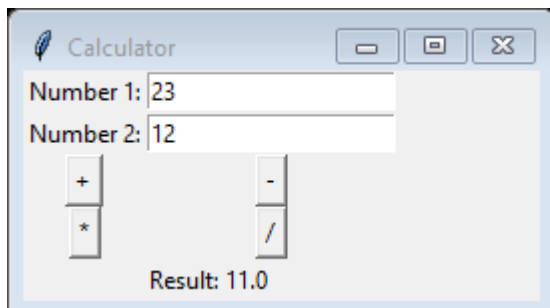 Calculator
Number 1: 23
Number 2: 12
+ -
* /
Result: 11.0